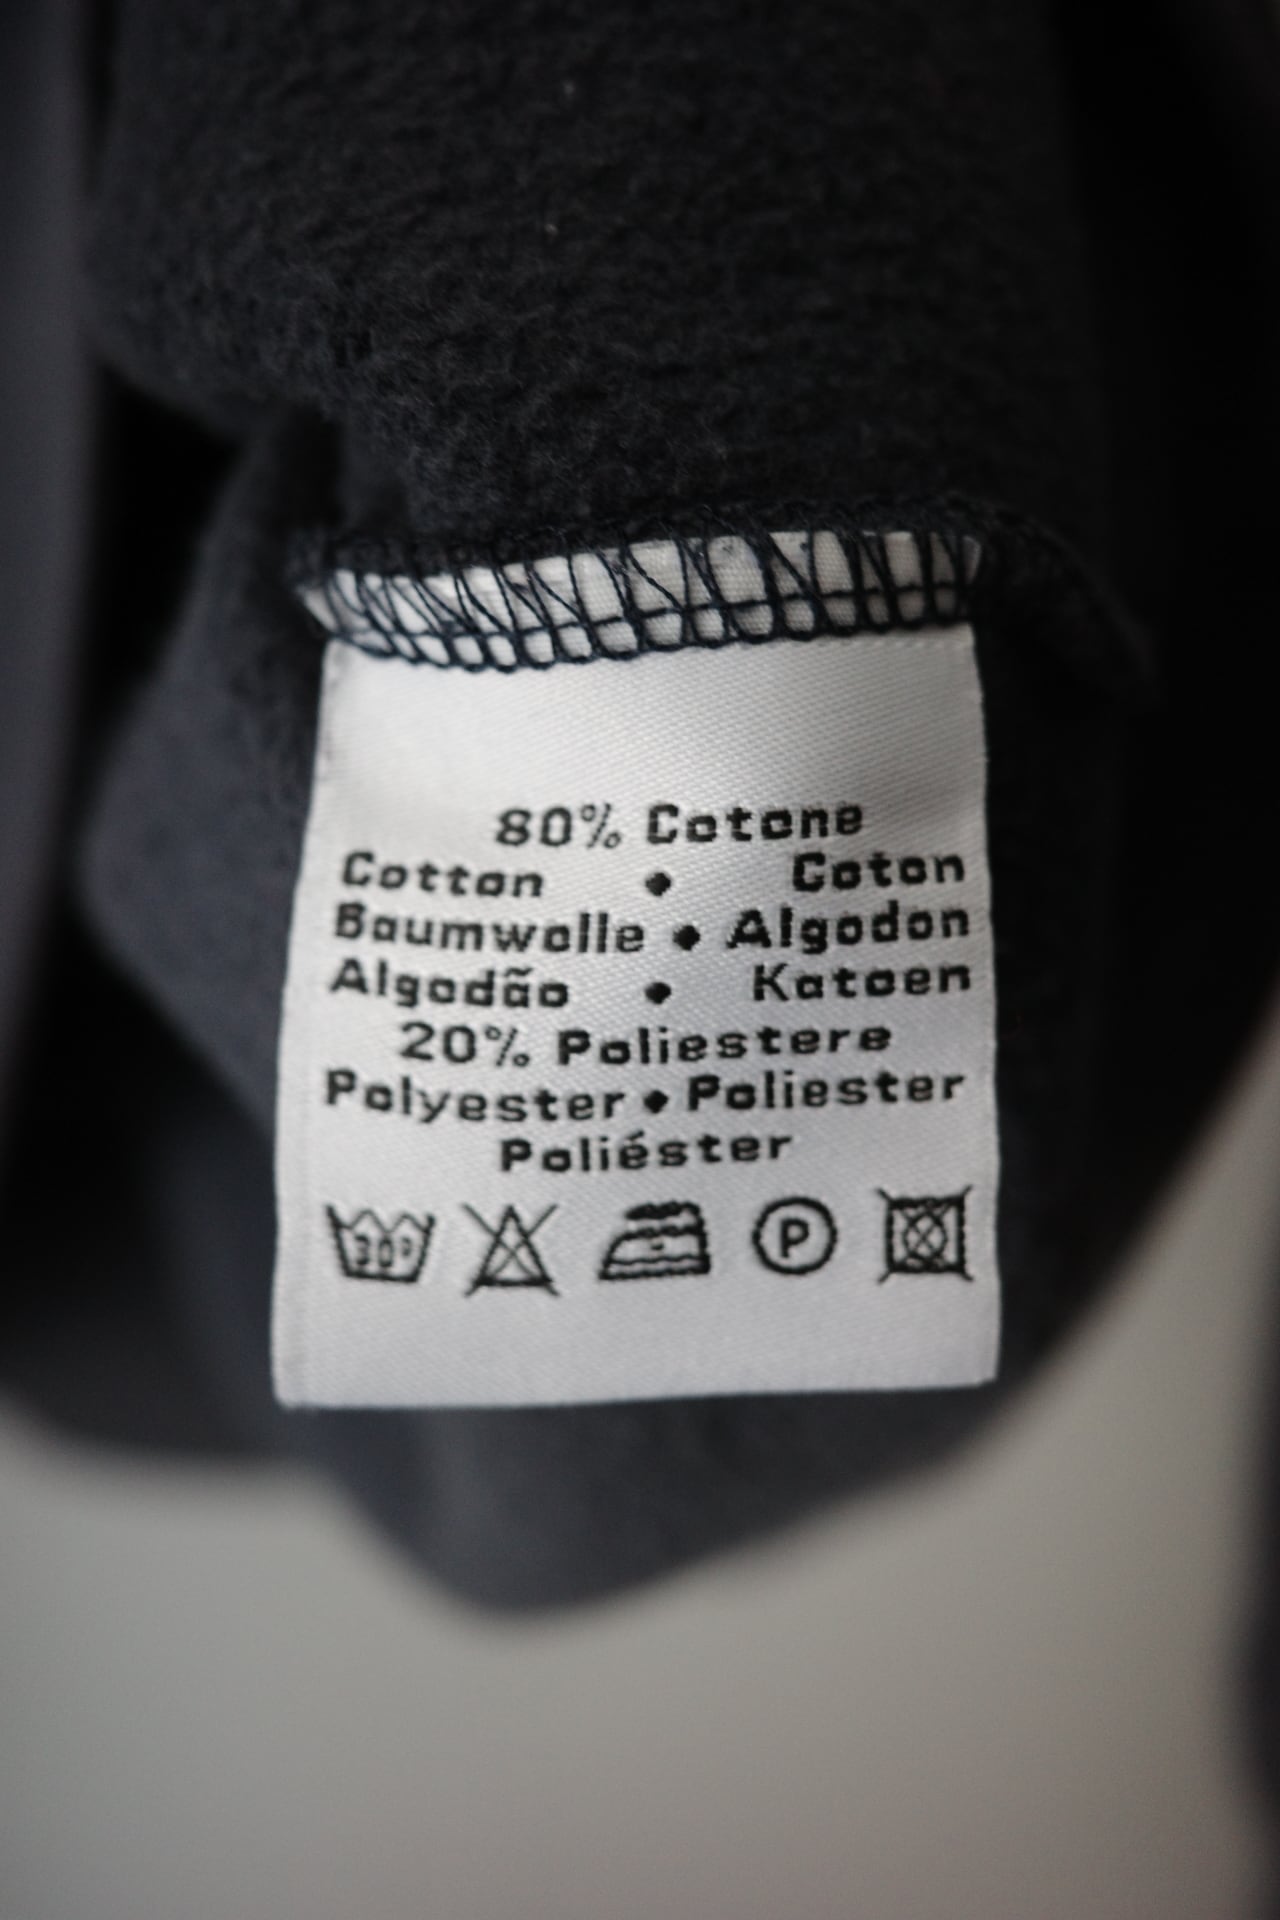 80% Cotone
Cotton • Coton
Baumwolle • Algodon
Algodão • Katoen
20% Poliestere
Polyester • Poliester
Poliéster
30° P